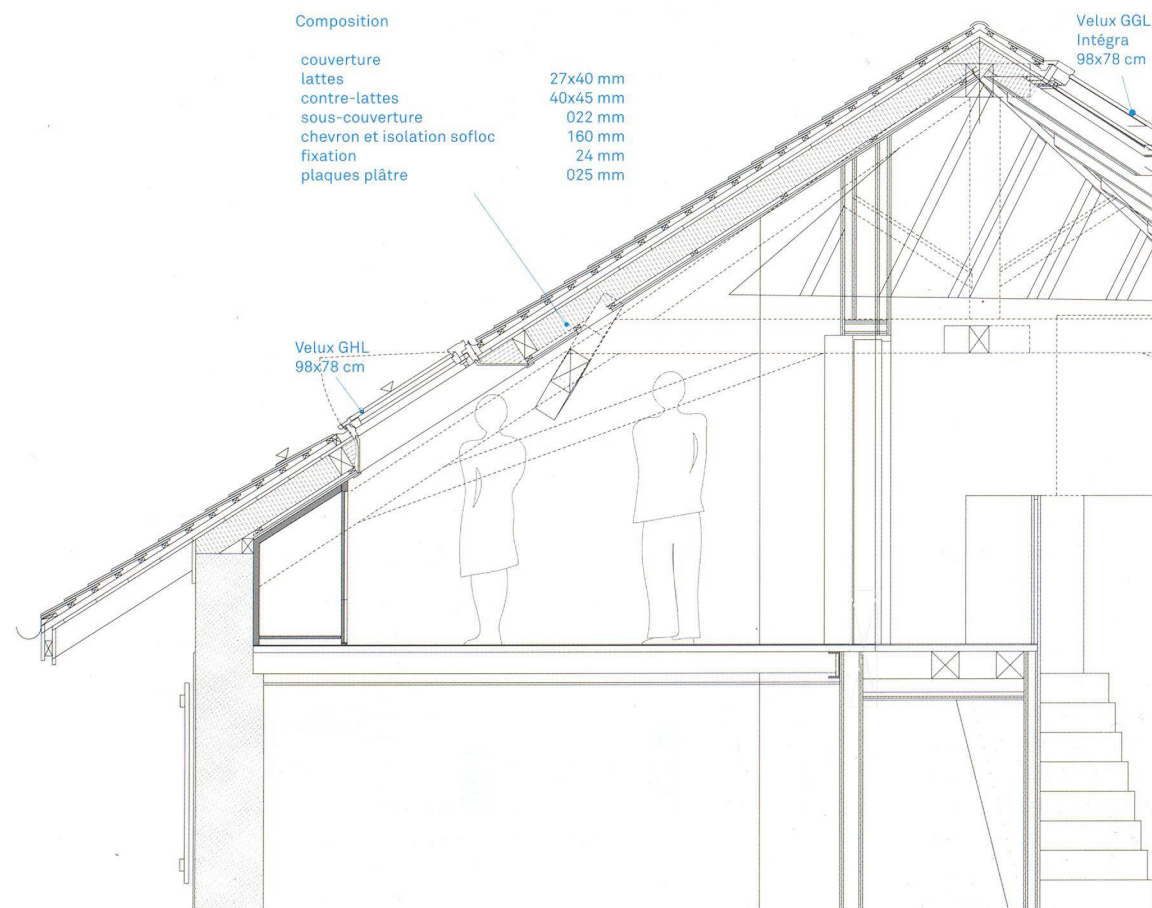 Composition
couverture
lattes 27x40 mm
contre-lattes 40x45 mm
sous-couverture 022 mm
chevron et isolation sofloc 160 mm
fixation 24 mm
plaques plâtre 025 mm
Velux GGL
Intégra
98x78 cm
Velux GHL
98x78 cm